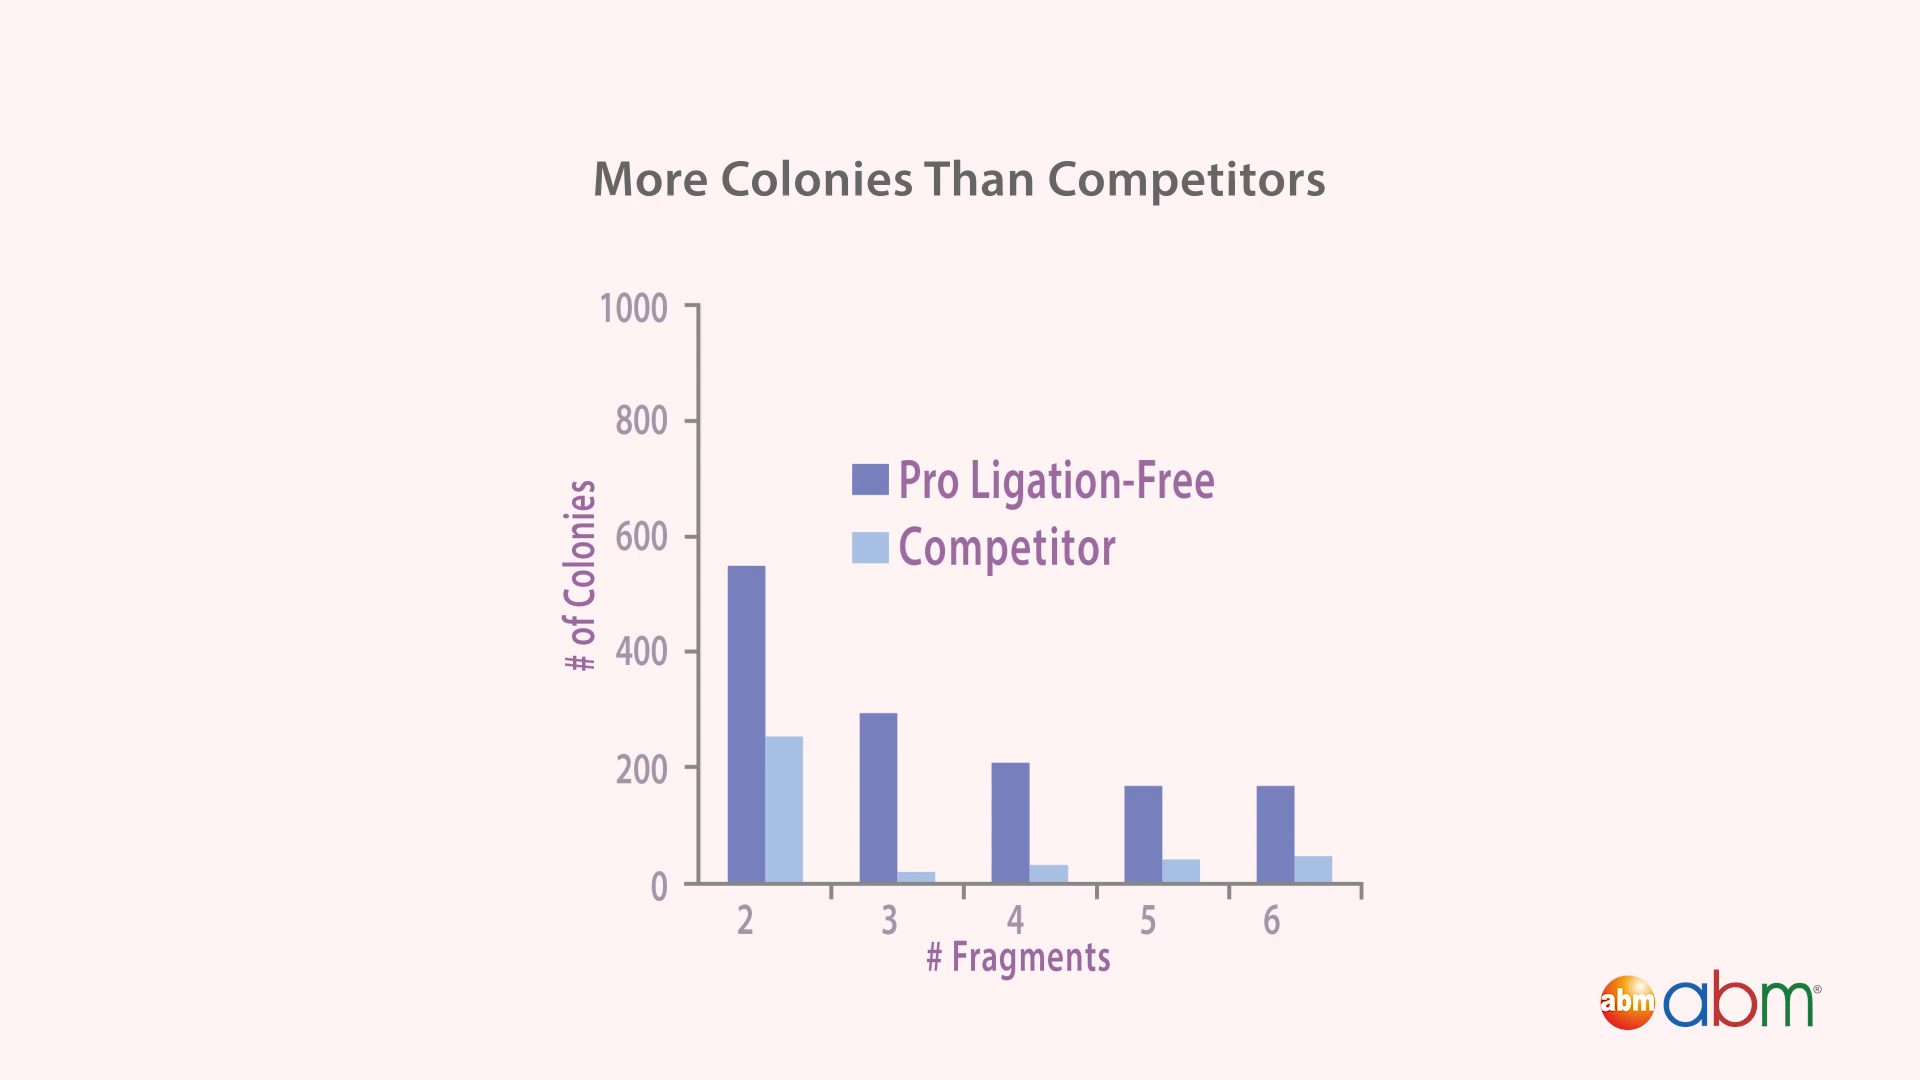 More Colonies Than Competitors
1000
800
600
400
200
0
# of Colonies
Pro Ligation-Free
Competitor
2 3 4 5 6
# Fragments
abm abm®